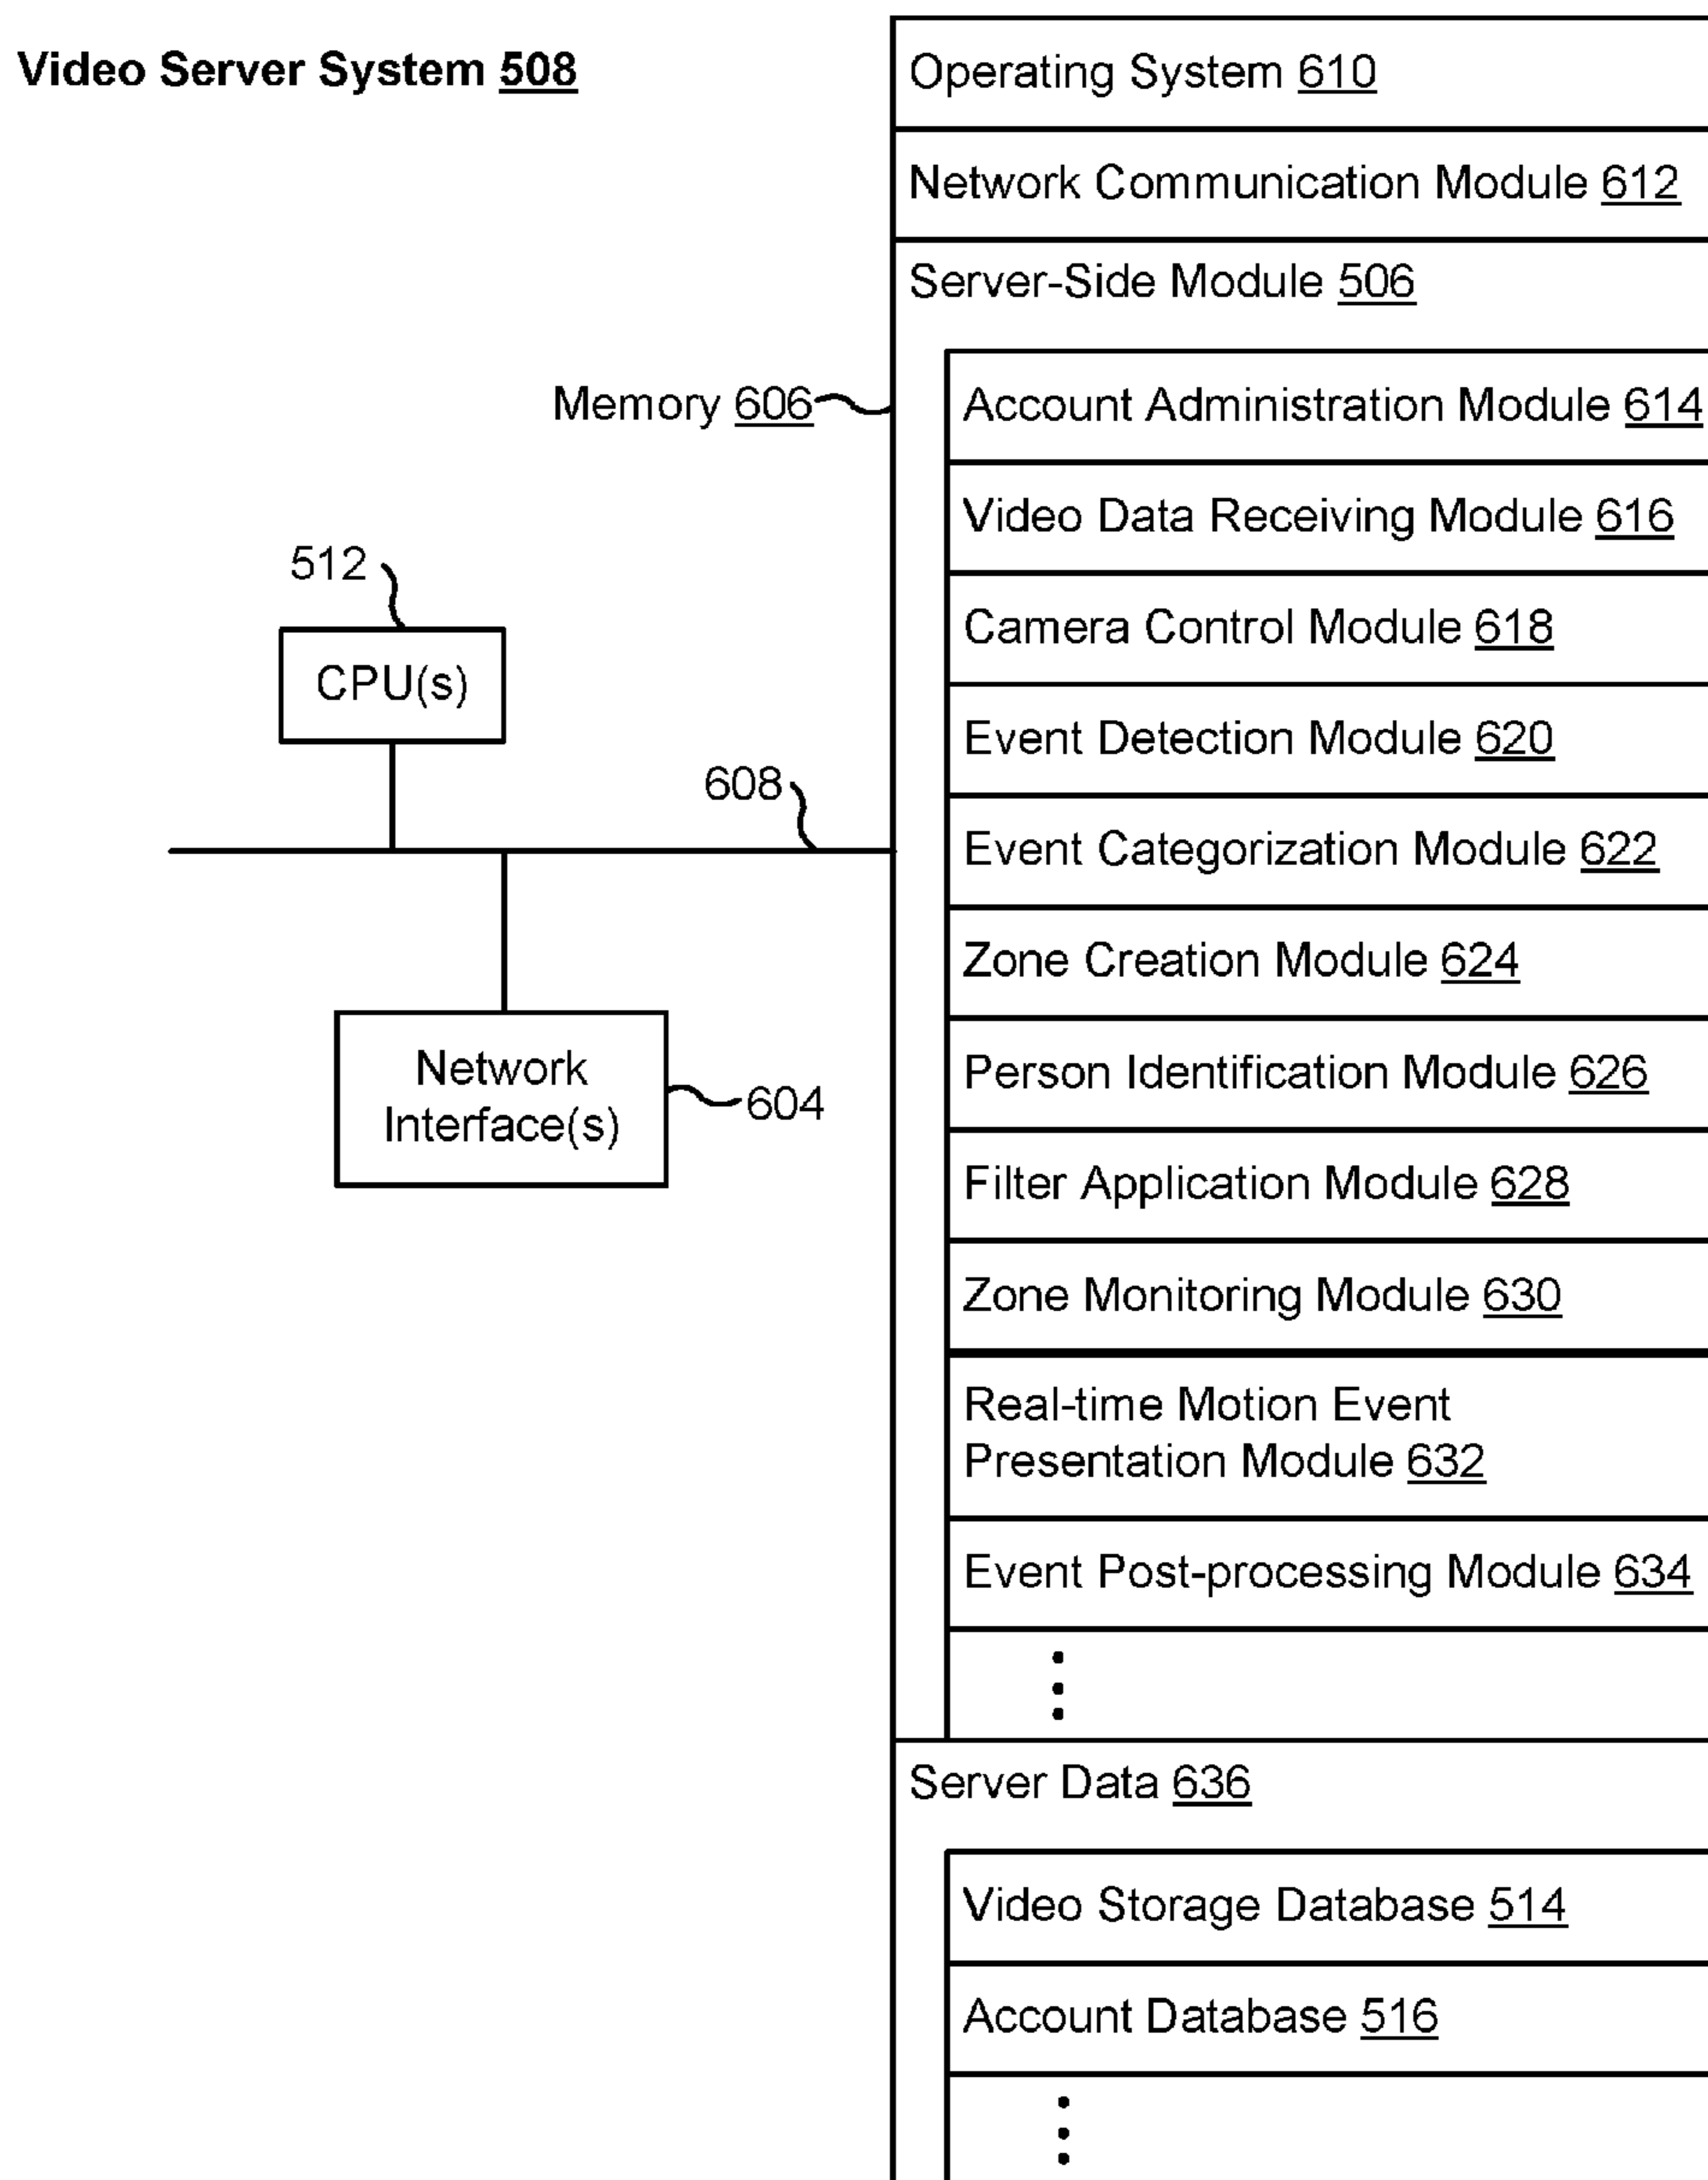 Video Server System 508
Operating System 610
Network Communication Module 612
Server-Side Module 506
Memory 606
Account Administration Module 614
Video Data Receiving Module 616
512
CPU(s)
Camera Control Module 618
Event Detection Module 620
608
Event Categorization Module 622
Zone Creation Module 624
Network
Interface(s)
604
Person Identification Module 626
Filter Application Module 628
Zone Monitoring Module 630
Real-time Motion Event
Presentation Module 632
Event Post-processing Module 634
Server Data 636
Video Storage Database 514
Account Database 516